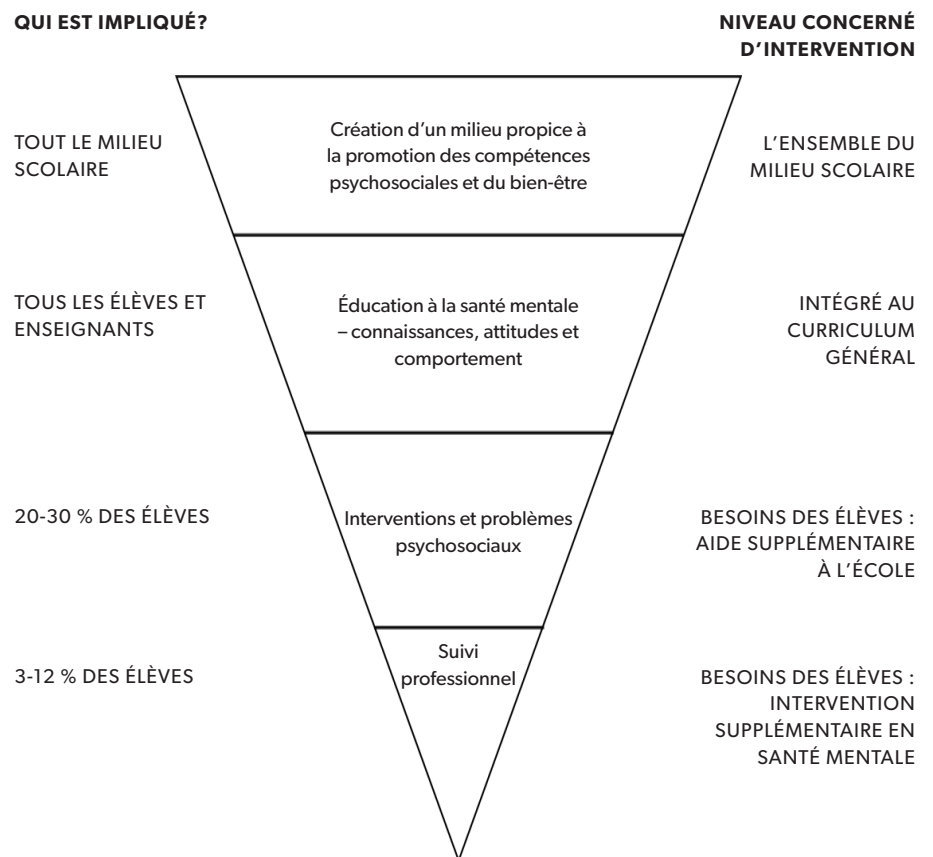 QUI EST IMPLIQUÉ?
NIVEAU CONCERNÉ
D’INTERVENTION
TOUT LE MILIEU
SCOLAIRE
Création d’un milieu propice à
la promotion des compétences
psychosociales et du bien-être
L’ENSEMBLE DU
MILIEU SCOLAIRE
TOUS LES ÉLÈVES ET
ENSEIGNANTS
Éducation à la santé mentale
– connaissances, attitudes et
comportement
INTÉGRÉ AU
CURRICULUM
GÉNÉRAL
20-30 % DES ÉLÈVES
Interventions et problèmes
psychosociaux
BESOINS DES ÉLÈVES :
AIDE SUPPLÉMENTAIRE
À L’ÉCOLE
3-12 % DES ÉLÈVES
Suivi
professionnel
BESOINS DES ÉLÈVES :
INTERVENTION
SUPPLÉMENTAIRE EN
SANTÉ MENTALE